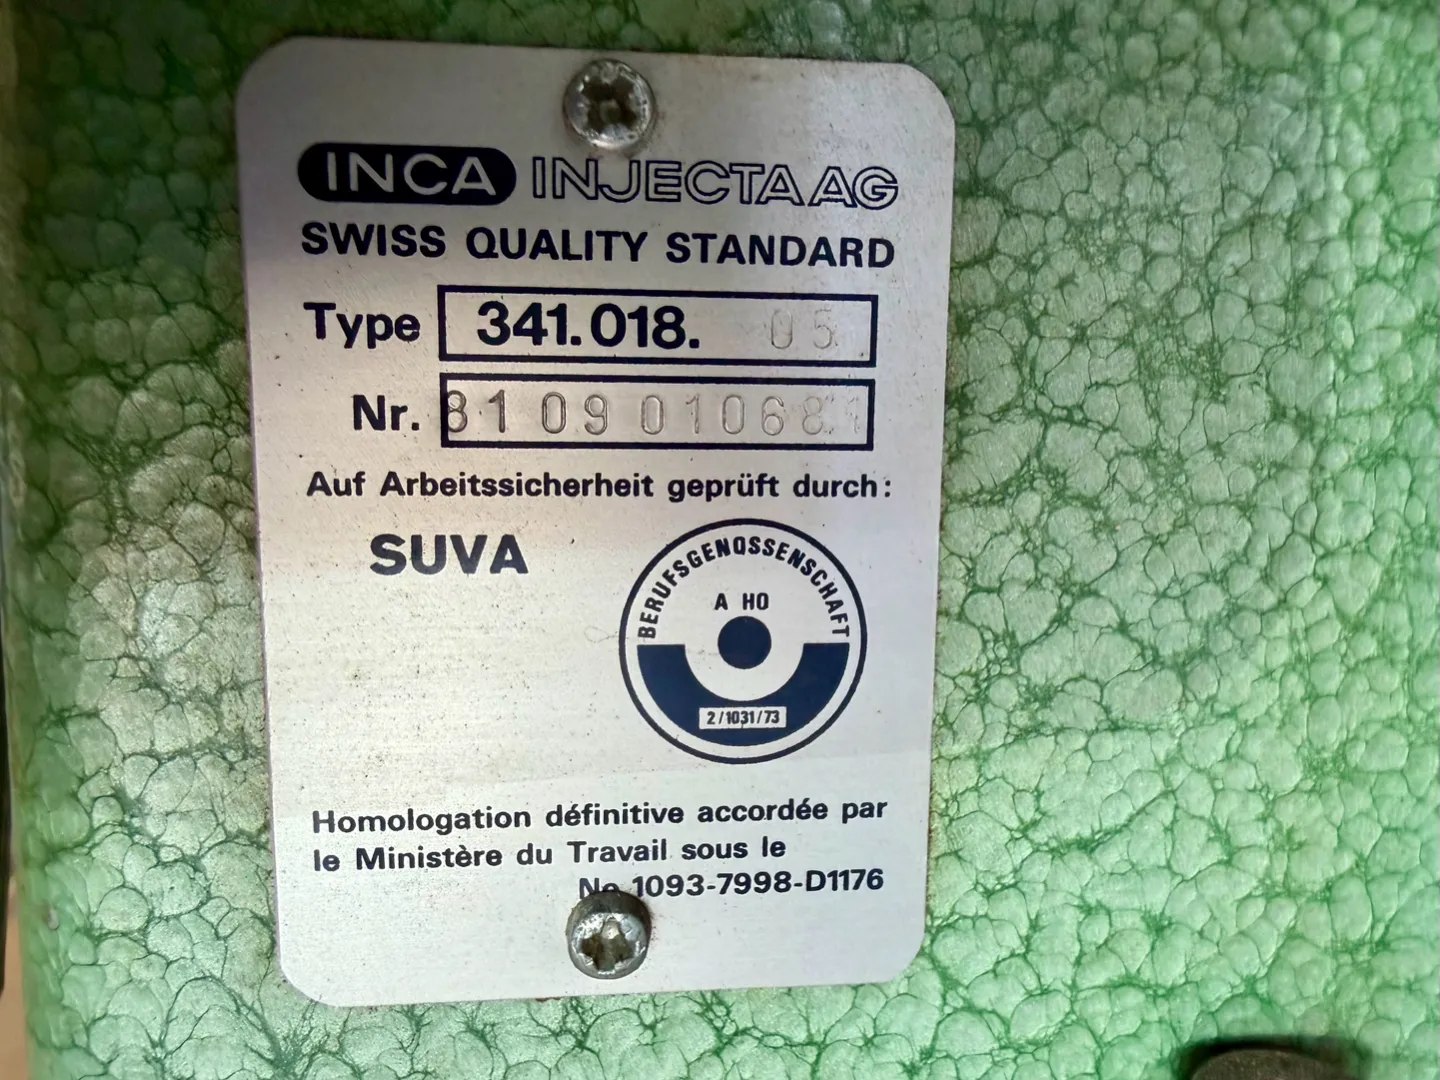 INCA INJECTA AG
SWISS QUALITY STANDARD
Type 341.018. 05
Nr. 81 09 010681
Auf Arbeitssicherheit geprüft durch:
SUVA
BERUFSGENOSSENSCHAFT
A HO
2/1031/73
Homologation définitive accordée par
le Ministère du Travail sous le
No 1093-7998-D1176